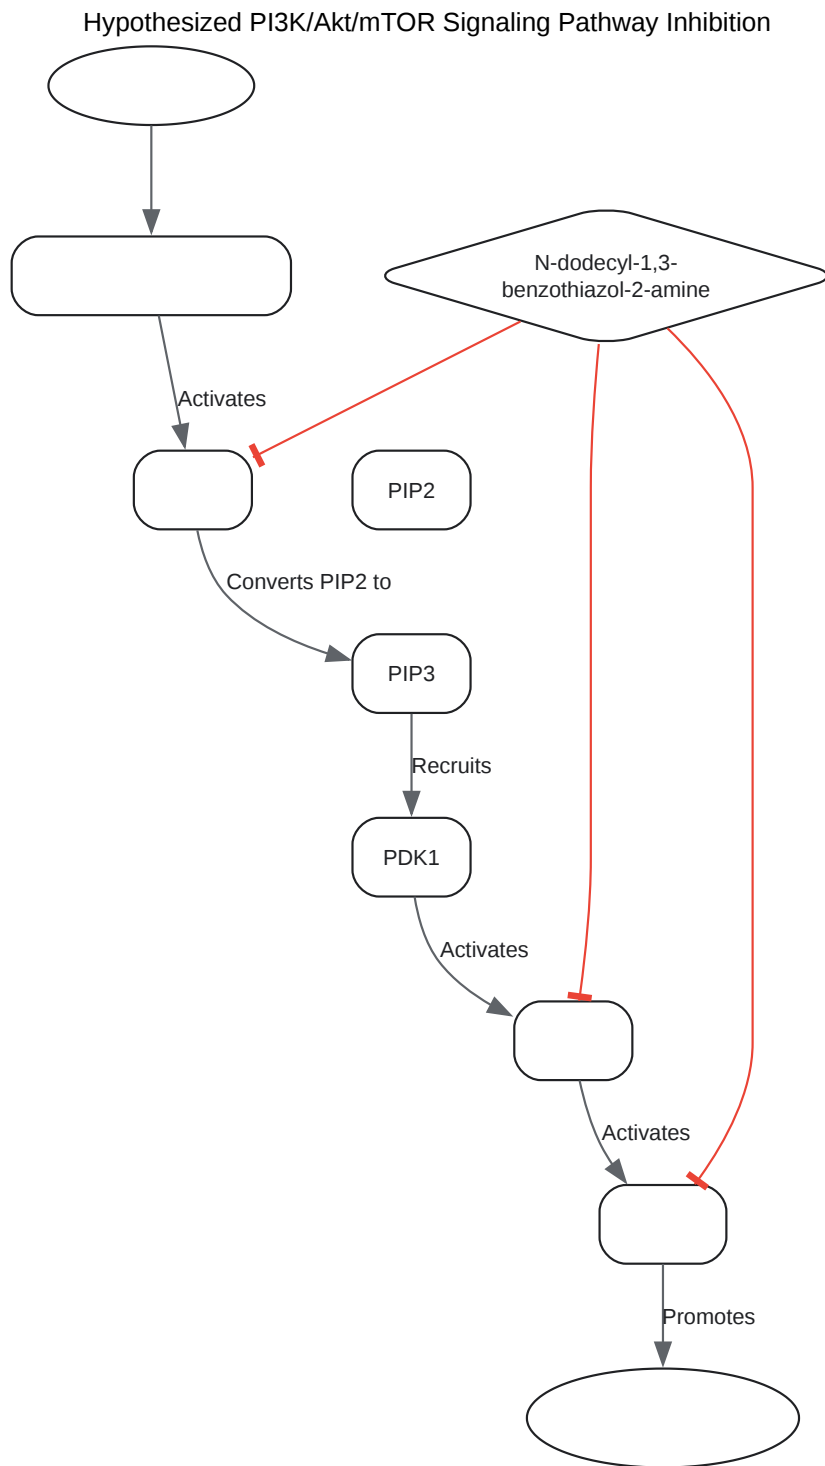 Hypothesized PI3K/Akt/mTOR Signaling Pathway Inhibition
N-dodecyl-1,3-
benzothiazol-2-amine
Activates
PIP2
Converts PIP2 to
PIP3
Recruits
PDK1
Activates
Activates
Promotes